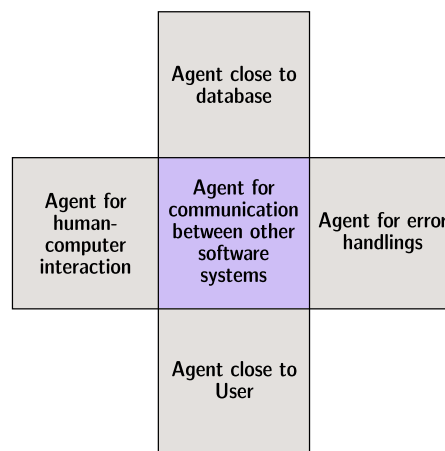 Agent close to
database
Agent for
human-
computer
interaction
Agent for
communication
between other
software
systems
Agent for error
handlings
Agent close to
User